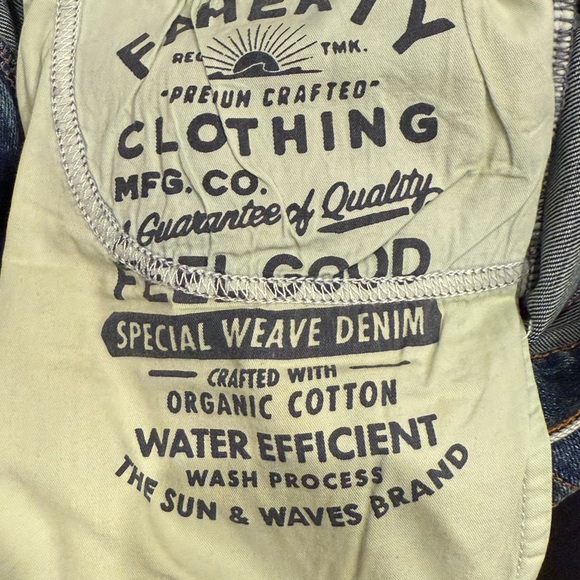 FAHERTY
REG TMK.
"PREIUM CRAFTED"
CLOTHING
MFG. CO.
A Guarantee of Quality
FEEL GOOD
SPECIAL WEAVE DENIM
CRAFTED WITH
ORGANIC COTTON
WATER EFFICIENT
WASH PROCESS
THE SUN & WAVES BRAND